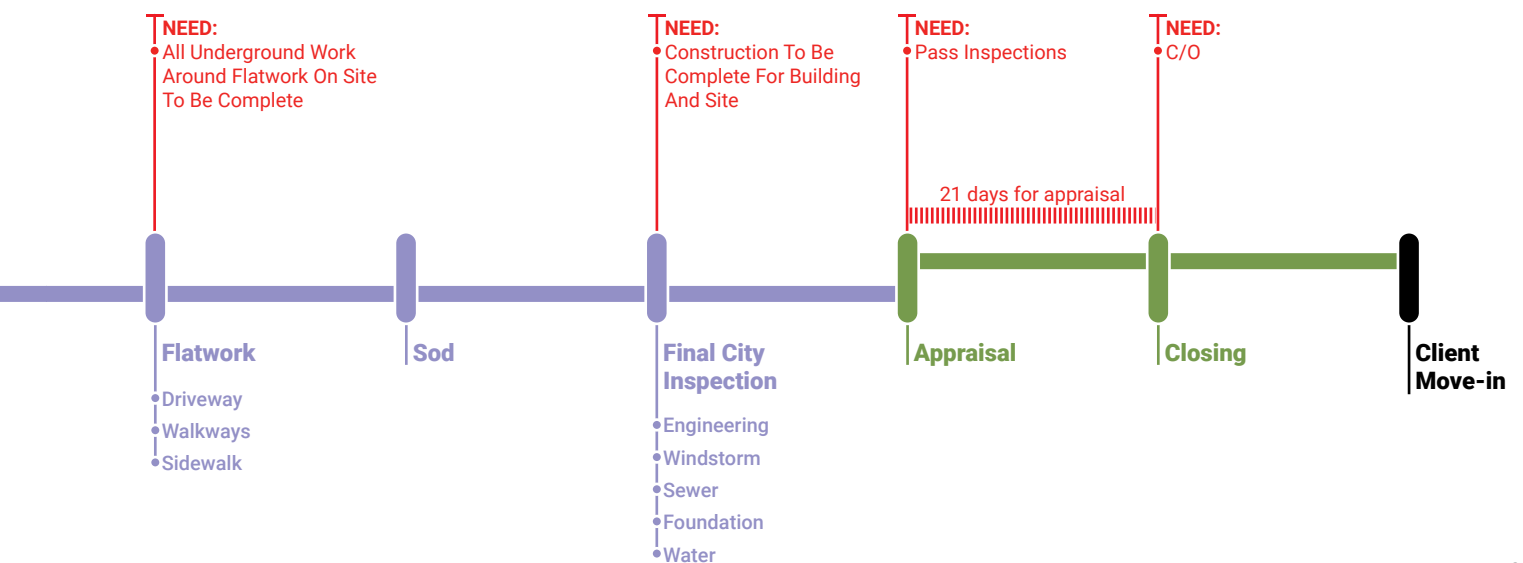 NEED:
All Underground Work
Around Flatwork On Site
To Be Complete
NEED:
Construction To Be
Complete For Building
And Site
NEED:
Pass Inspections
NEED:
C/O
21 days for appraisal
Flatwork
Driveway
Walkways
Sidewalk
Sod
Final City
Inspection
Engineering
Windstorm
Sewer
Foundation
Water
Appraisal
Closing
Client
Move-in